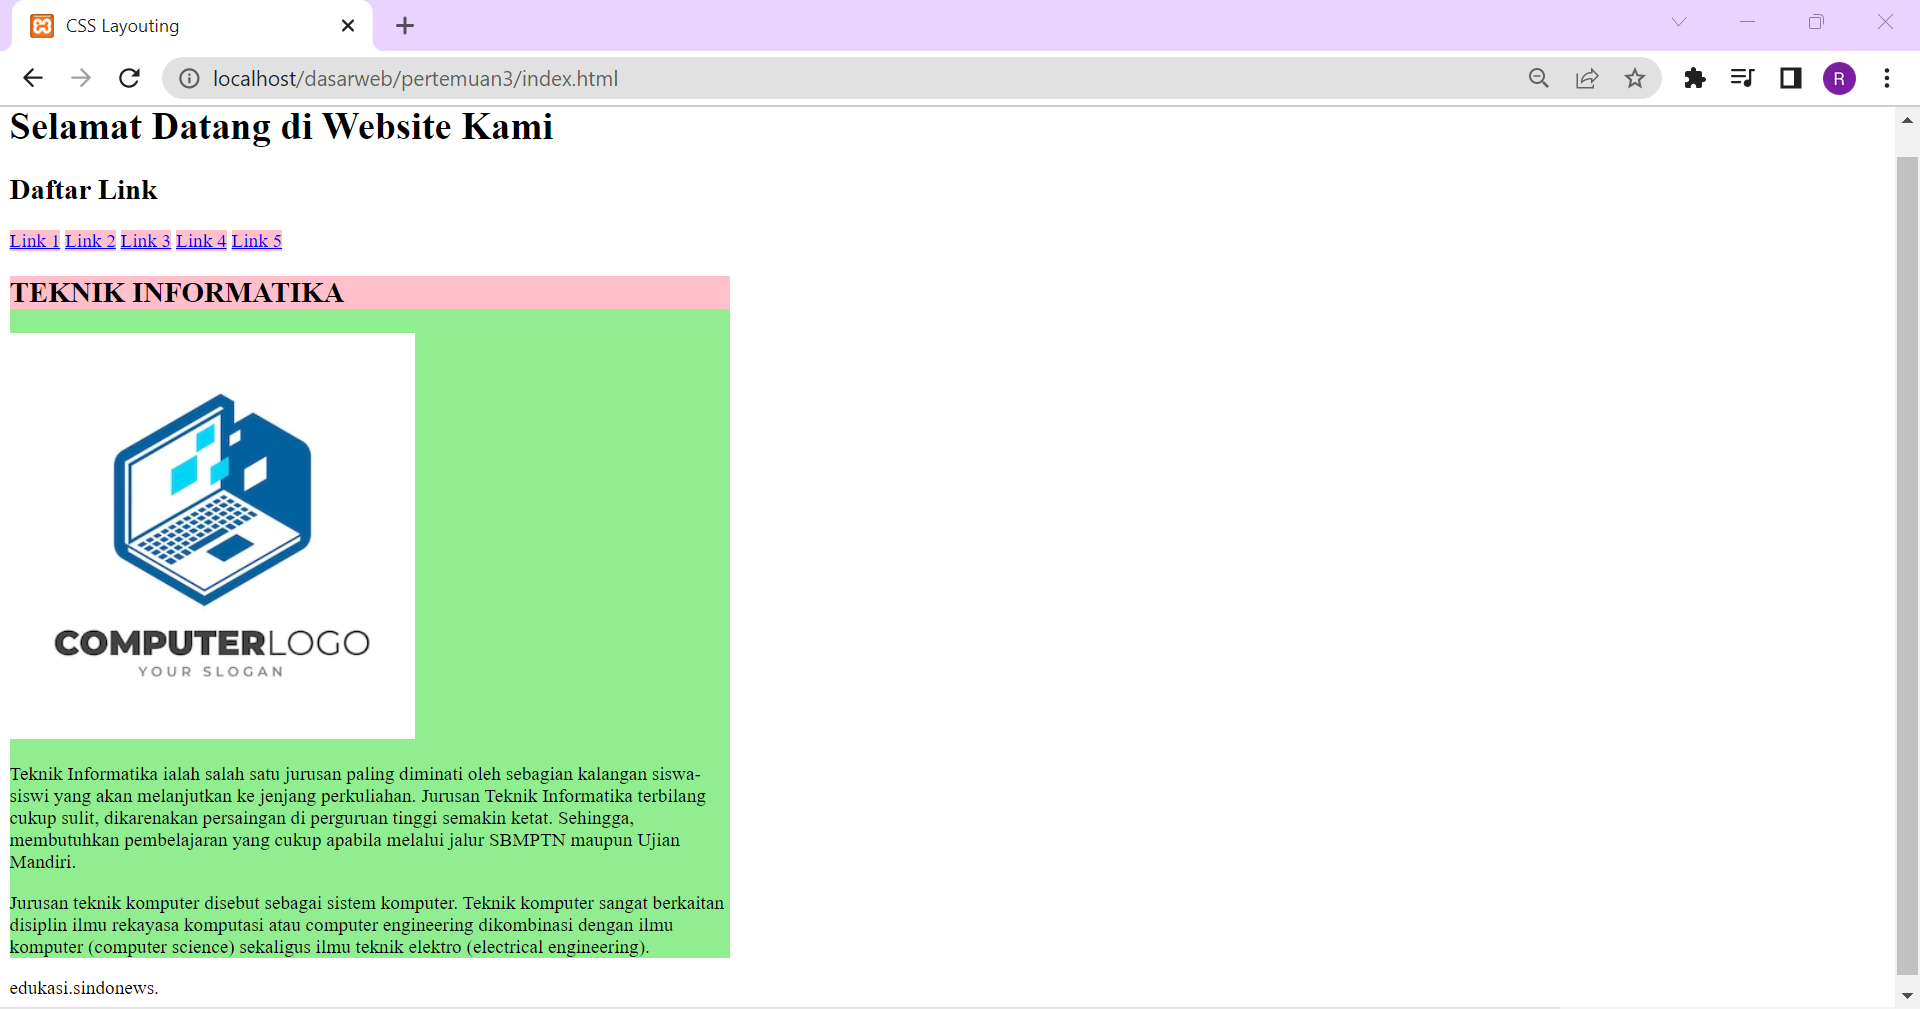 CSS Layouting
localhost/dasarweb/pertemuan3/index.html
R
Selamat Datang di Website Kami
Daftar Link
Link 1 Link 2 Link 3 Link 4 Link 5
TEKNIK INFORMATIKA
COMPUTERLOGO
YOUR SLOGAN
Teknik Informatika ialah salah satu jurusan paling diminati oleh sebagian kalangan siswa-
siswi yang akan melanjutkan ke jenjang perkuliahan. Jurusan Teknik Informatika terbilang
cukup sulit, dikarenakan persaingan di perguruan tinggi semakin ketat. Sehingga,
membutuhkan pembelajaran yang cukup apabila melalui jalur SBMPTN maupun Ujian
Mandiri.
Jurusan teknik komputer disebut sebagai sistem komputer. Teknik komputer sangat berkaitan
disiplin ilmu rekayasa komputasi atau computer engineering dikombinasi dengan ilmu
komputer (computer science) sekaligus ilmu teknik elektro (electrical engineering).
edukasi.sindonews.